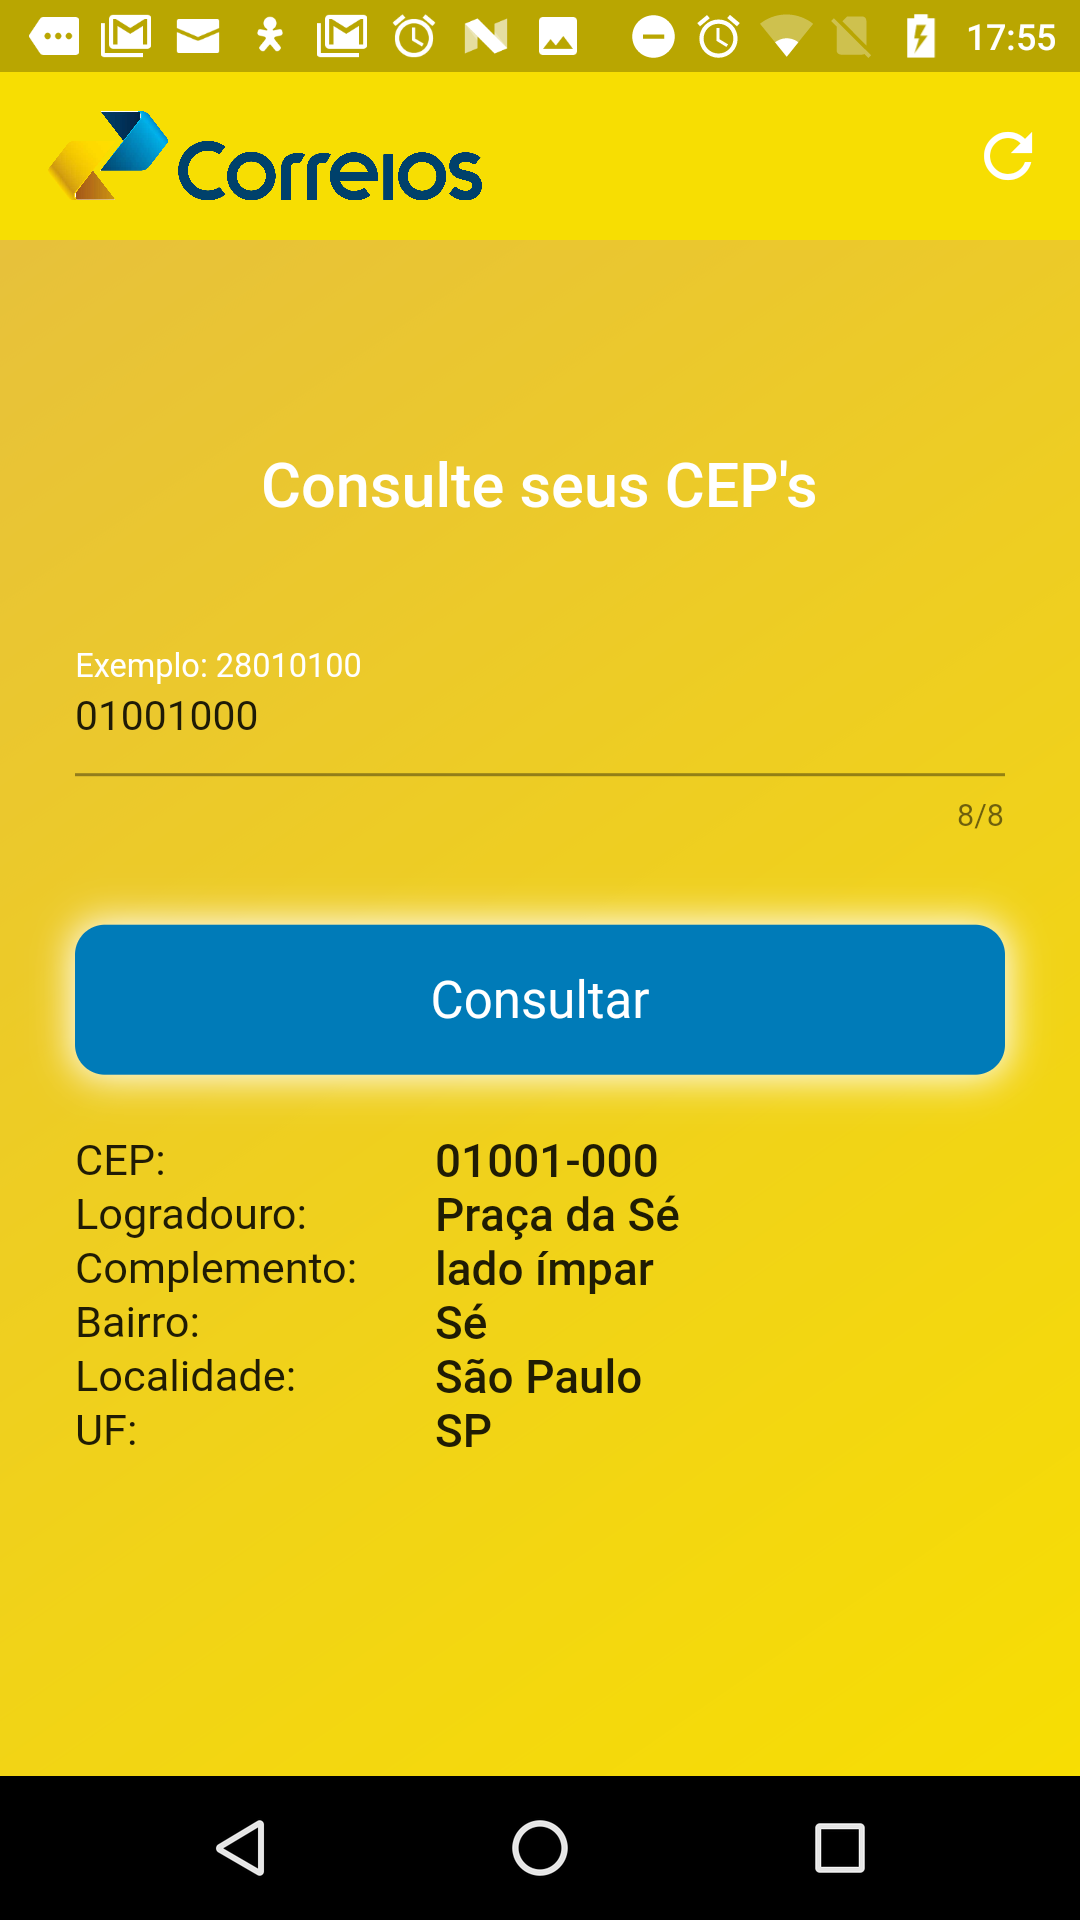 17:55
Correios
Consulte seus CEP's
Exemplo: 28010100
01001000
8/8
Consultar
CEP: 01001-000
Logradouro: Praça da Sé
Complemento: lado ímpar
Bairro: Sé
Localidade: São Paulo
UF: SP